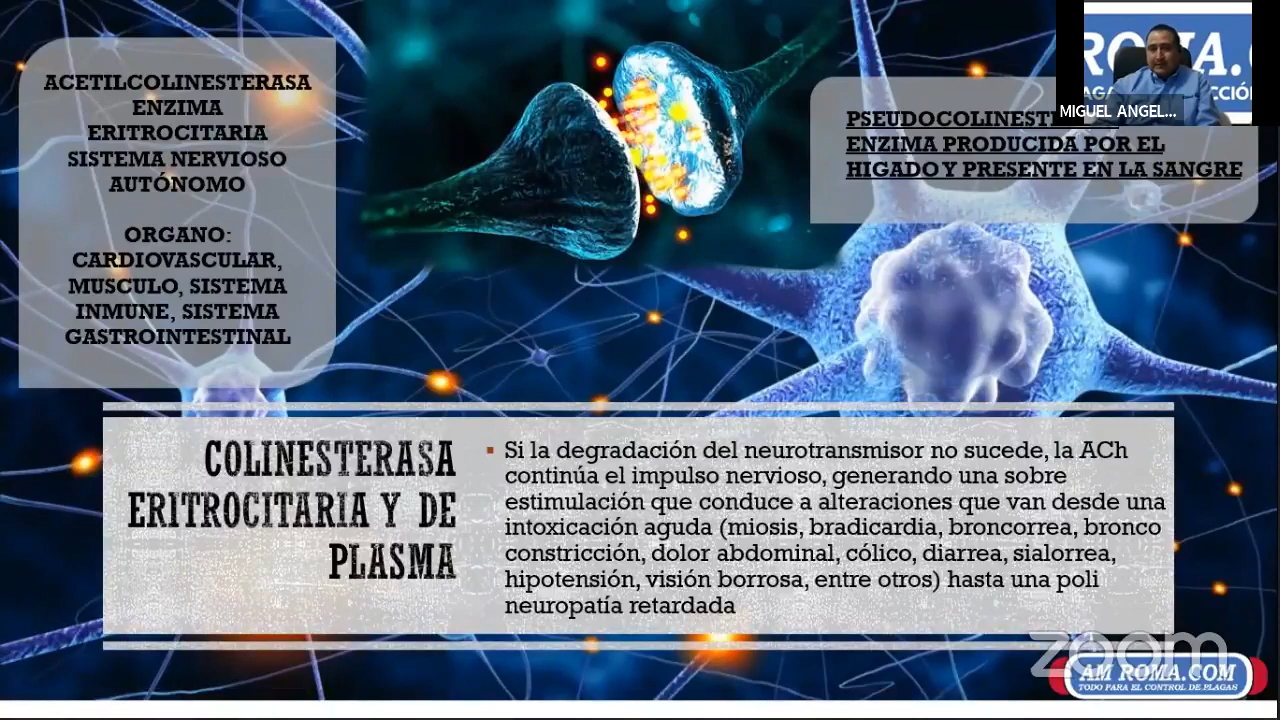 ACETILCOLINESTERASA
ENZIMA
ERITROCITARIA
SISTEMA NERVIOSO
AUTÓNOMO
ORGANO:
CARDIOVASCULAR,
MUSCULO, SISTEMA
INMUNE, SISTEMA
GASTROINTESTINAL
ENZIMA PRODUCIDA POR EL
HIGADO Y PRESENTE EN LA SANGRE
MIGUEL ANGEL...
COLINESTERASA
ERITROCITARIA Y DE
PLASMA
▪ Si la degradación del neurotransmisor no sucede, la ACh
continúa el impulso nervioso, generando una sobre
estimulación que conduce a alteraciones que van desde una
intoxicación aguda (miosis, bradicardia, broncorrea, bronco
constricción, dolor abdominal, cólico, diarrea, sialorrea,
hipotensión, visión borrosa, entre otros) hasta una poli
neuropatía retardada
zoom
AM ROMA.COM
TODO PARA EL CONTROL DE PLAGAS